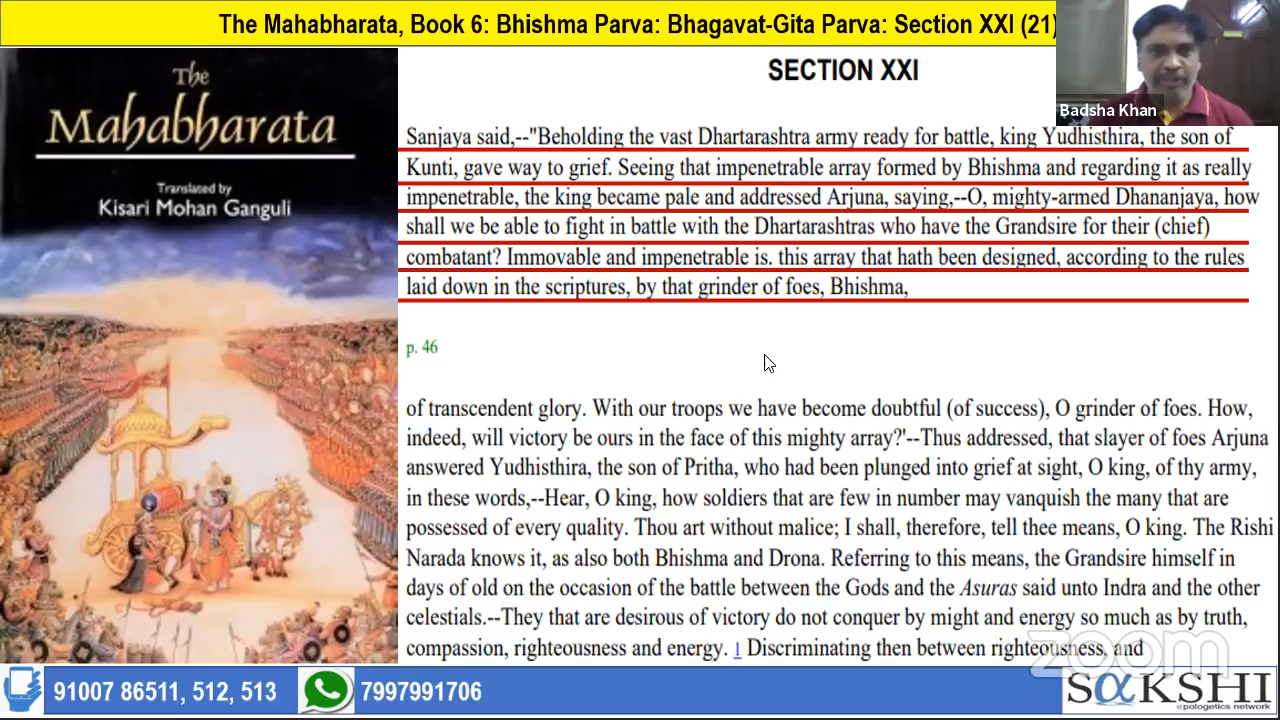 The Mahabharata, Book 6: Bhishma Parva: Bhagavat-Gita Parva: Section XXI (21)
Badsha Khan
The
Mahabharata
Translated by
Kisari Mohan Ganguli
SECTION XXI
Sanjaya said,--"Beholding the vast Dhartarashtra army ready for battle, king Yudhisthira, the son of
Kunti, gave way to grief. Seeing that impenetrable array formed by Bhishma and regarding it as really
impenetrable, the king became pale and addressed Arjuna, saying,--O, mighty-armed Dhananjaya, how
shall we be able to fight in battle with the Dhartarashtras who have the Grandsire for their (chief)
combatant? Immovable and impenetrable is. this array that hath been designed, according to the rules
laid down in the scriptures, by that grinder of foes, Bhishma,
p. 46
of transcendent glory. With our troops we have become doubtful (of success), O grinder of foes. How,
indeed, will victory be ours in the face of this mighty array?'--Thus addressed, that slayer of foes Arjuna
answered Yudhisthira, the son of Pritha, who had been plunged into grief at sight, O king, of thy army,
in these words,--Hear, O king, how soldiers that are few in number may vanquish the many that are
possessed of every quality. Thou art without malice; I shall, therefore, tell thee means, O king. The Rishi
Narada knows it, as also both Bhishma and Drona. Referring to this means, the Grandsire himself in
days of old on the occasion of the battle between the Gods and the Asuras said unto Indra and the other
celestials.--They that are desirous of victory do not conquer by might and energy so much as by truth,
compassion, righteousness and energy. 1 Discriminating then between righteousness, and
zoom
91007 86511, 512, 513
7997991706
SαKSHI
αpologetics network